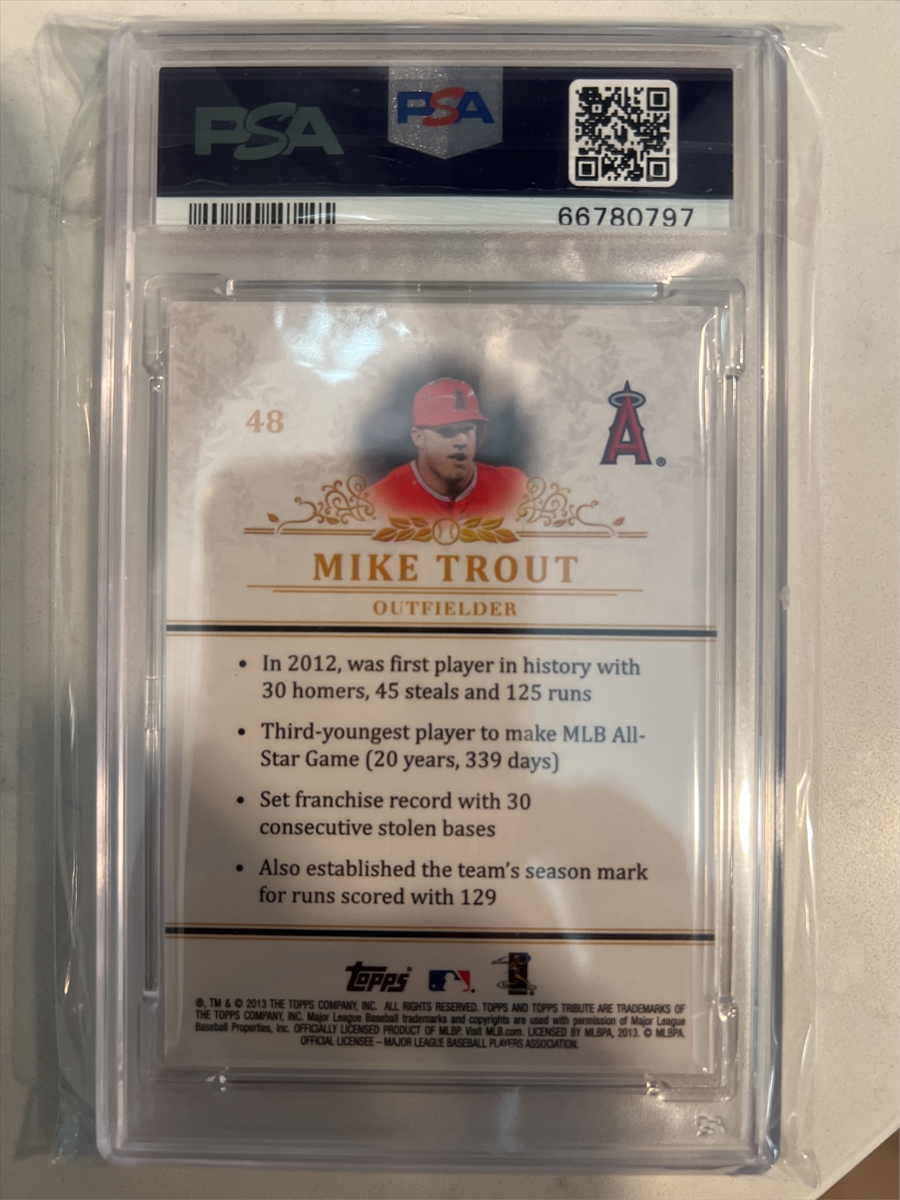 PSA
PSA
66780797
48
A®
MIKE TROUT
OUTFIELDER
• In 2012, was first player in history with
30 homers, 45 steals and 125 runs
• Third-youngest player to make MLB All-
Star Game (20 years, 339 days)
• Set franchise record with 30
consecutive stolen bases
• Also established the team's season mark
for runs scored with 129
Topps
®, TM & © 2013 THE TOPPS COMPANY, INC. ALL RIGHTS RESERVED. TOPPS AND TOPPS TRIBUTE ARE TRADEMARKS OF
THE TOPPS COMPANY, INC. Major League Baseball trademarks and copyrights are used with permission of Major League
Baseball Properties, Inc. OFFICIALLY LICENSED PRODUCT OF MLBP. Visit MLB.com. LICENSED BY MLBPA, 2013. © MLBPA.
OFFICIAL LICENSEE – MAJOR LEAGUE BASEBALL PLAYERS ASSOCIATION.